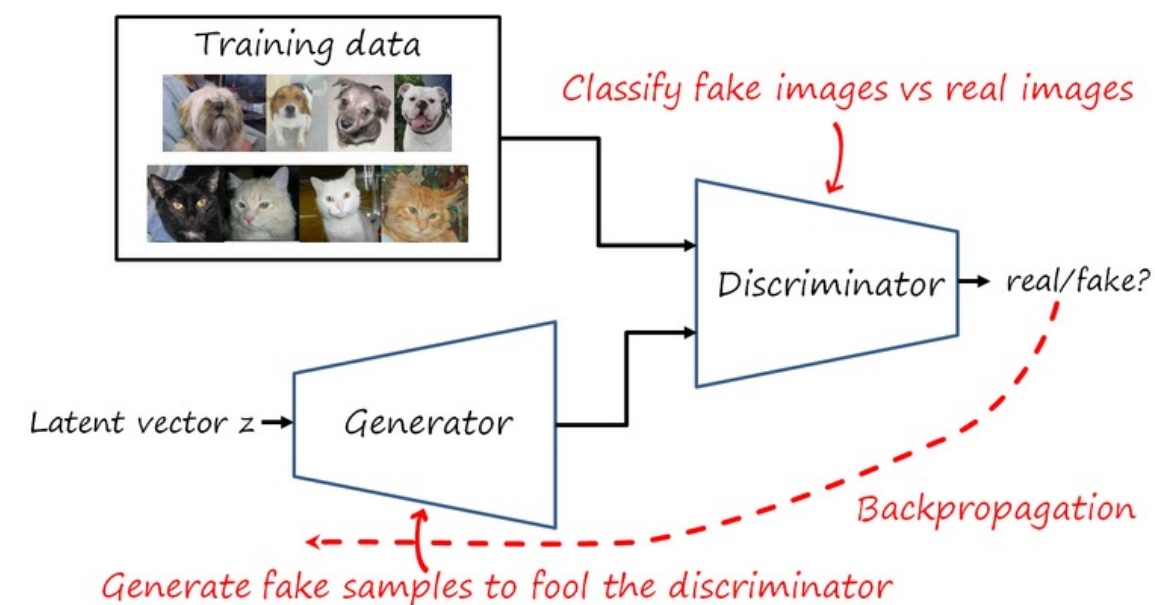 Training data
Classify fake images vs real images
Discriminator
real/fake?
Latent vector z
Generator
Backpropagation
Generate fake samples to fool the discriminator